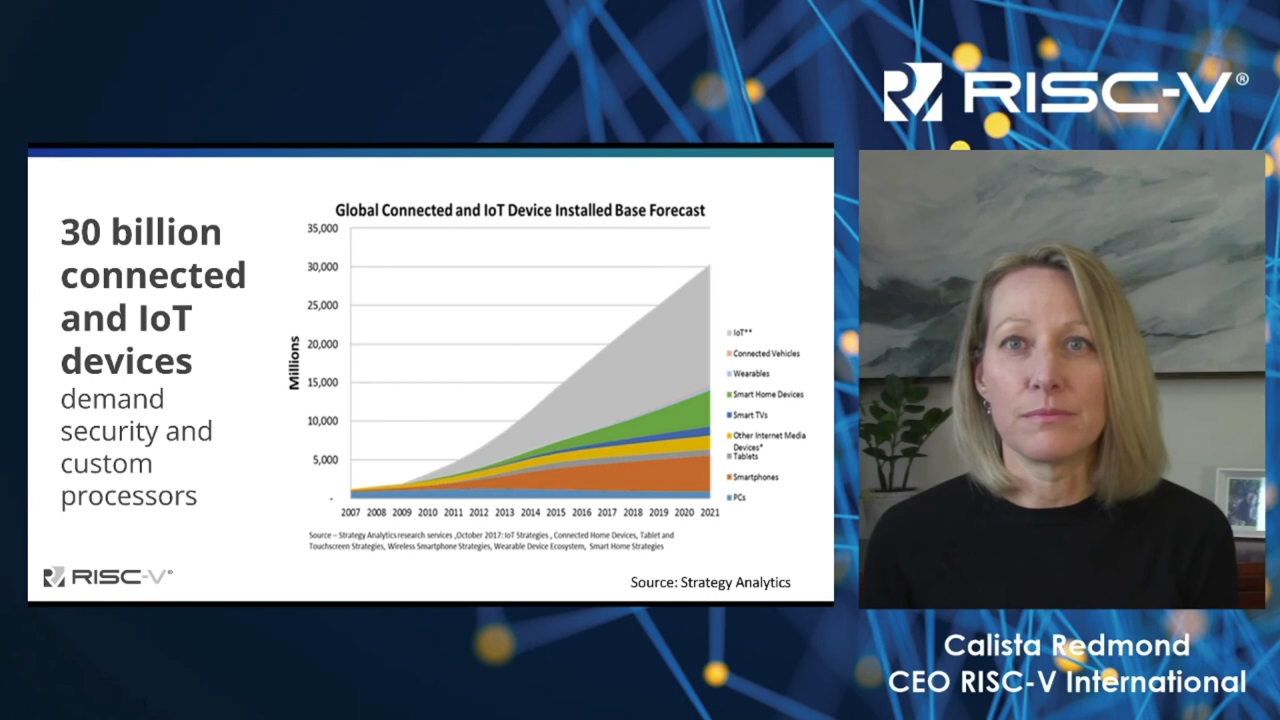 RISC-V®
30 billion
connected
and IoT
devices
demand
security and
custom
processors
Global Connected and IoT Device Installed Base Forecast
Millions
35,000
30,000
25,000
20,000
15,000
10,000
5,000
-
2007 2008 2009 2010 2011 2012 2013 2014 2015 2016 2017 2018 2019 2020 2021
IoT**
Connected Vehicles
Wearables
Smart Home Devices
Smart TVs
Other Internet Media
Devices*
Tablets
Smartphones
PCs
Source – Strategy Analytics research services ,October 2017: IoT Strategies , Connected Home Devices, Tablet and
Touchscreen Strategies, Wireless Smartphone Strategies, Wearable Device Ecosystem, Smart Home Strategies
RISC-V®
Source: Strategy Analytics
Calista Redmond
CEO RISC-V International